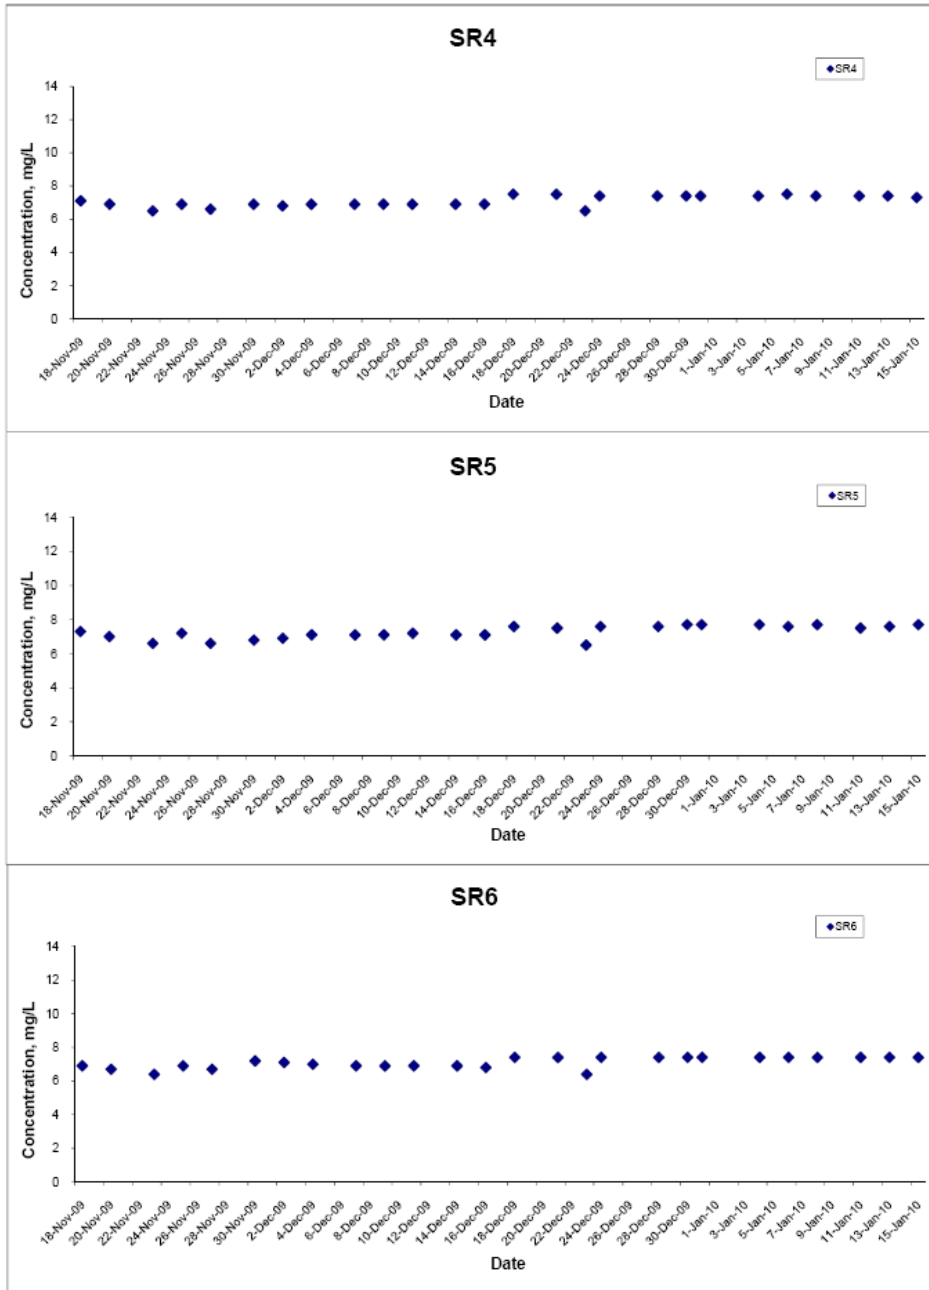 SR4
SR4
14
12
10
8
6
4
2
0
Concentration, mg/L
18-Nov-09 20-Nov-09 22-Nov-09 24-Nov-09 26-Nov-09 28-Nov-09 30-Nov-09 2-Dec-09 4-Dec-09 6-Dec-09 8-Dec-09 10-Dec-09 12-Dec-09 14-Dec-09 16-Dec-09 18-Dec-09 20-Dec-09 22-Dec-09 24-Dec-09 26-Dec-09 28-Dec-09 30-Dec-09 1-Jan-10 3-Jan-10 5-Jan-10 7-Jan-10 9-Jan-10 11-Jan-10 13-Jan-10 15-Jan-10
Date
SR5
SR5
14
12
10
8
6
4
2
0
Concentration, mg/L
18-Nov-09 20-Nov-09 22-Nov-09 24-Nov-09 26-Nov-09 28-Nov-09 30-Nov-09 2-Dec-09 4-Dec-09 6-Dec-09 8-Dec-09 10-Dec-09 12-Dec-09 14-Dec-09 16-Dec-09 18-Dec-09 20-Dec-09 22-Dec-09 24-Dec-09 26-Dec-09 28-Dec-09 30-Dec-09 1-Jan-10 3-Jan-10 5-Jan-10 7-Jan-10 9-Jan-10 11-Jan-10 13-Jan-10 15-Jan-10
Date
SR6
SR6
14
12
10
8
6
4
2
0
Concentration, mg/L
18-Nov-09 20-Nov-09 22-Nov-09 24-Nov-09 26-Nov-09 28-Nov-09 30-Nov-09 2-Dec-09 4-Dec-09 6-Dec-09 8-Dec-09 10-Dec-09 12-Dec-09 14-Dec-09 16-Dec-09 18-Dec-09 20-Dec-09 22-Dec-09 24-Dec-09 26-Dec-09 28-Dec-09 30-Dec-09 1-Jan-10 3-Jan-10 5-Jan-10 7-Jan-10 9-Jan-10 11-Jan-10 13-Jan-10 15-Jan-10
Date